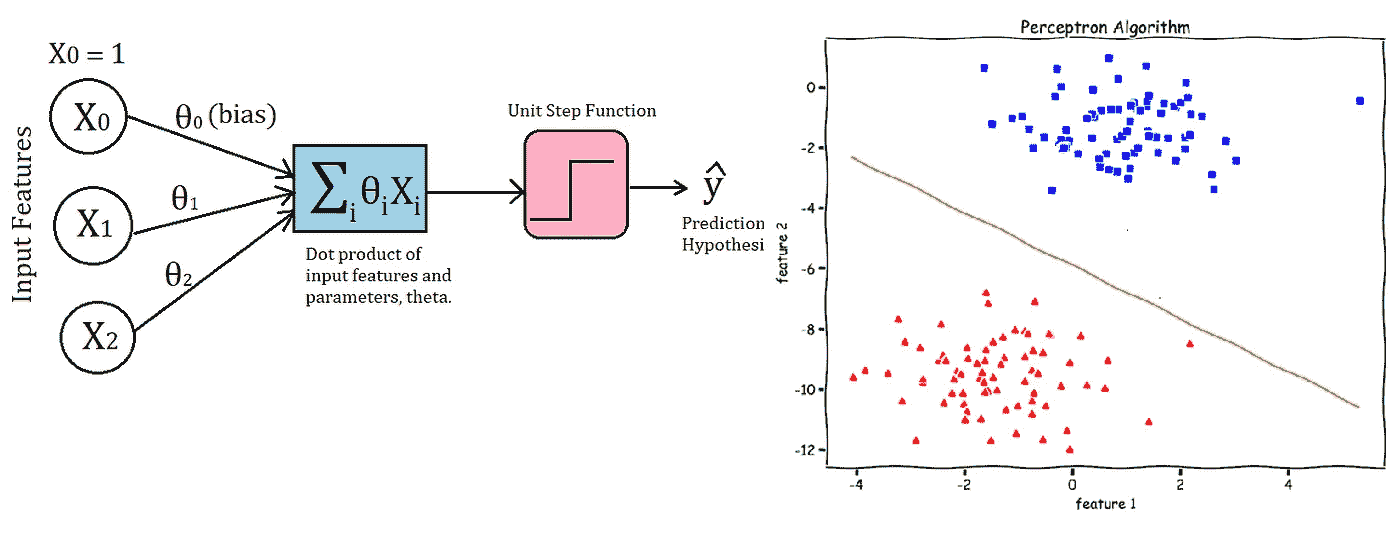 X0 = 1
X0
θ0 (bias)
Input Features
X1
θ1
X2
θ2
∑i θiXi
Dot product of
input features and
parameters, theta.
Unit Step Function
ŷ
Prediction
Hypothesi
Perceptron Algorithm
feature 2
0
-2
-4
-6
-8
-10
-12
-4
-2
0
2
4
feature 1